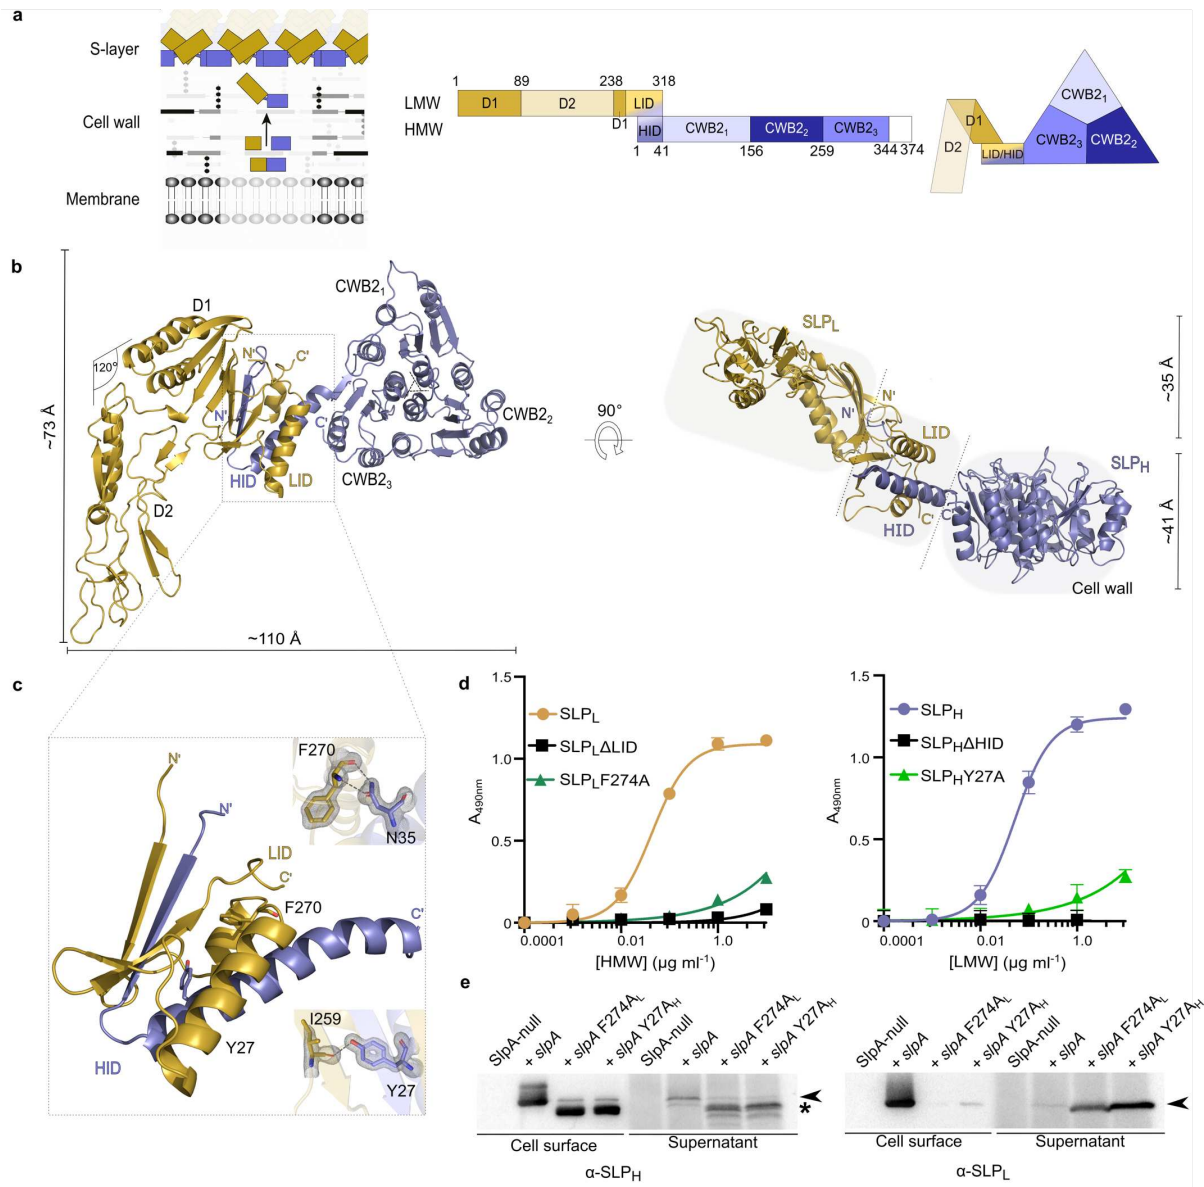 a
S-layer
Cell wall
Membrane
1 89 238 318
LMW D1 D2 LID
D1
HMW HID CWB2₁ CWB2₂ CWB2₃
1 41 156 259 344 374
CWB2₁
D1
D2 LID/HID CWB2₃ CWB2₂
b
~73 Å
D1
120°
CWB2₁
N' C'
N'
C'
CWB2₂
HID LID
CWB2₃
D2
~110 Å
90°
SLP_L
N' N'
LID
SLP_H
HID C' C'
Cell wall
~35 Å
~41 Å
c
F270
N35
N'
N'
LID
C'
F270
C'
I259
Y27
HID
Y27
d
1.5
1.0
0.5
0
A₄₉₀ₙₘ
SLP_L
SLP_LΔLID
SLP_LF274A
0.0001 0.01 1.0
[HMW] (µg ml⁻¹)
1.5
1.0
0.5
0
A₄₉₀ₙₘ
SLP_H
SLP_HΔHID
SLP_HY27A
0.0001 0.01 1.0
[LMW] (µg ml⁻¹)
e
SlpA-null
+ slpA
+ slpA F274A_L
+ slpA Y27A_H
SlpA-null
+ slpA
+ slpA F274A_L
+ slpA Y27A_H
*
Cell surface Supernatant
α-SLP_H
SlpA-null
+ slpA
+ slpA F274A_L
+ slpA Y27A_H
SlpA-null
+ slpA
+ slpA F274A_L
+ slpA Y27A_H
Cell surface Supernatant
α-SLP_L